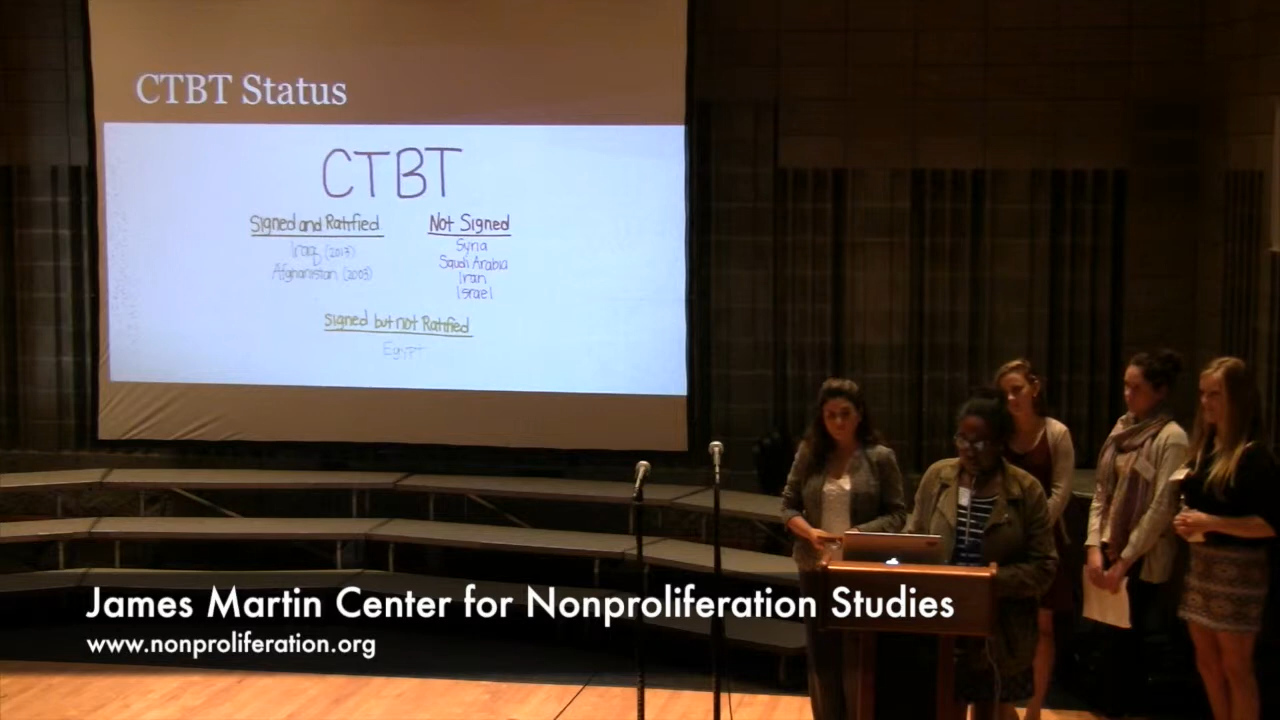 CTBT Status
CTBT
Signed and Ratified
Iraq (2013)
Afghanistan (2003)
Not Signed
Syria
Saudi Arabia
Iran
Israel
Signed but not Ratified
Egypt
James Martin Center for Nonproliferation Studies
www.nonproliferation.org